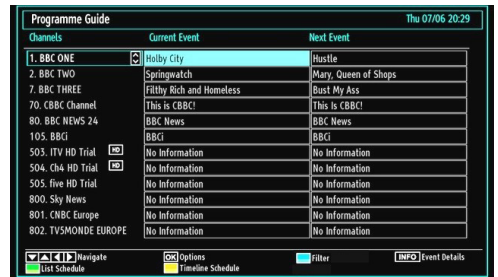 Programme Guide Thu 07/06 20:29
Channels Current Event Next Event
1. BBC ONE Holby City Hustle
2. BBC TWO Springwatch Mary, Queen of Shops
7. BBC THREE Filthy Rich and Homeless Bust My Ass
70. CBBC Channel This is CBBC! This Is CBBC!
80. BBC NEWS 24 BBC News BBC News
105. BBCi BBCi BBCi
503. ITV HD Trial HD No Information No Information
504. Ch4 HD Trial HD No Information No Information
505. five HD Trial No Information No Information
800. Sky News No Information No Information
801. CNBC Europe No Information No Information
802. TV5MONDE EUROPE No Information No Information
Navigate OK Options Filter INFO Event Details
List Schedule Timeline Schedule